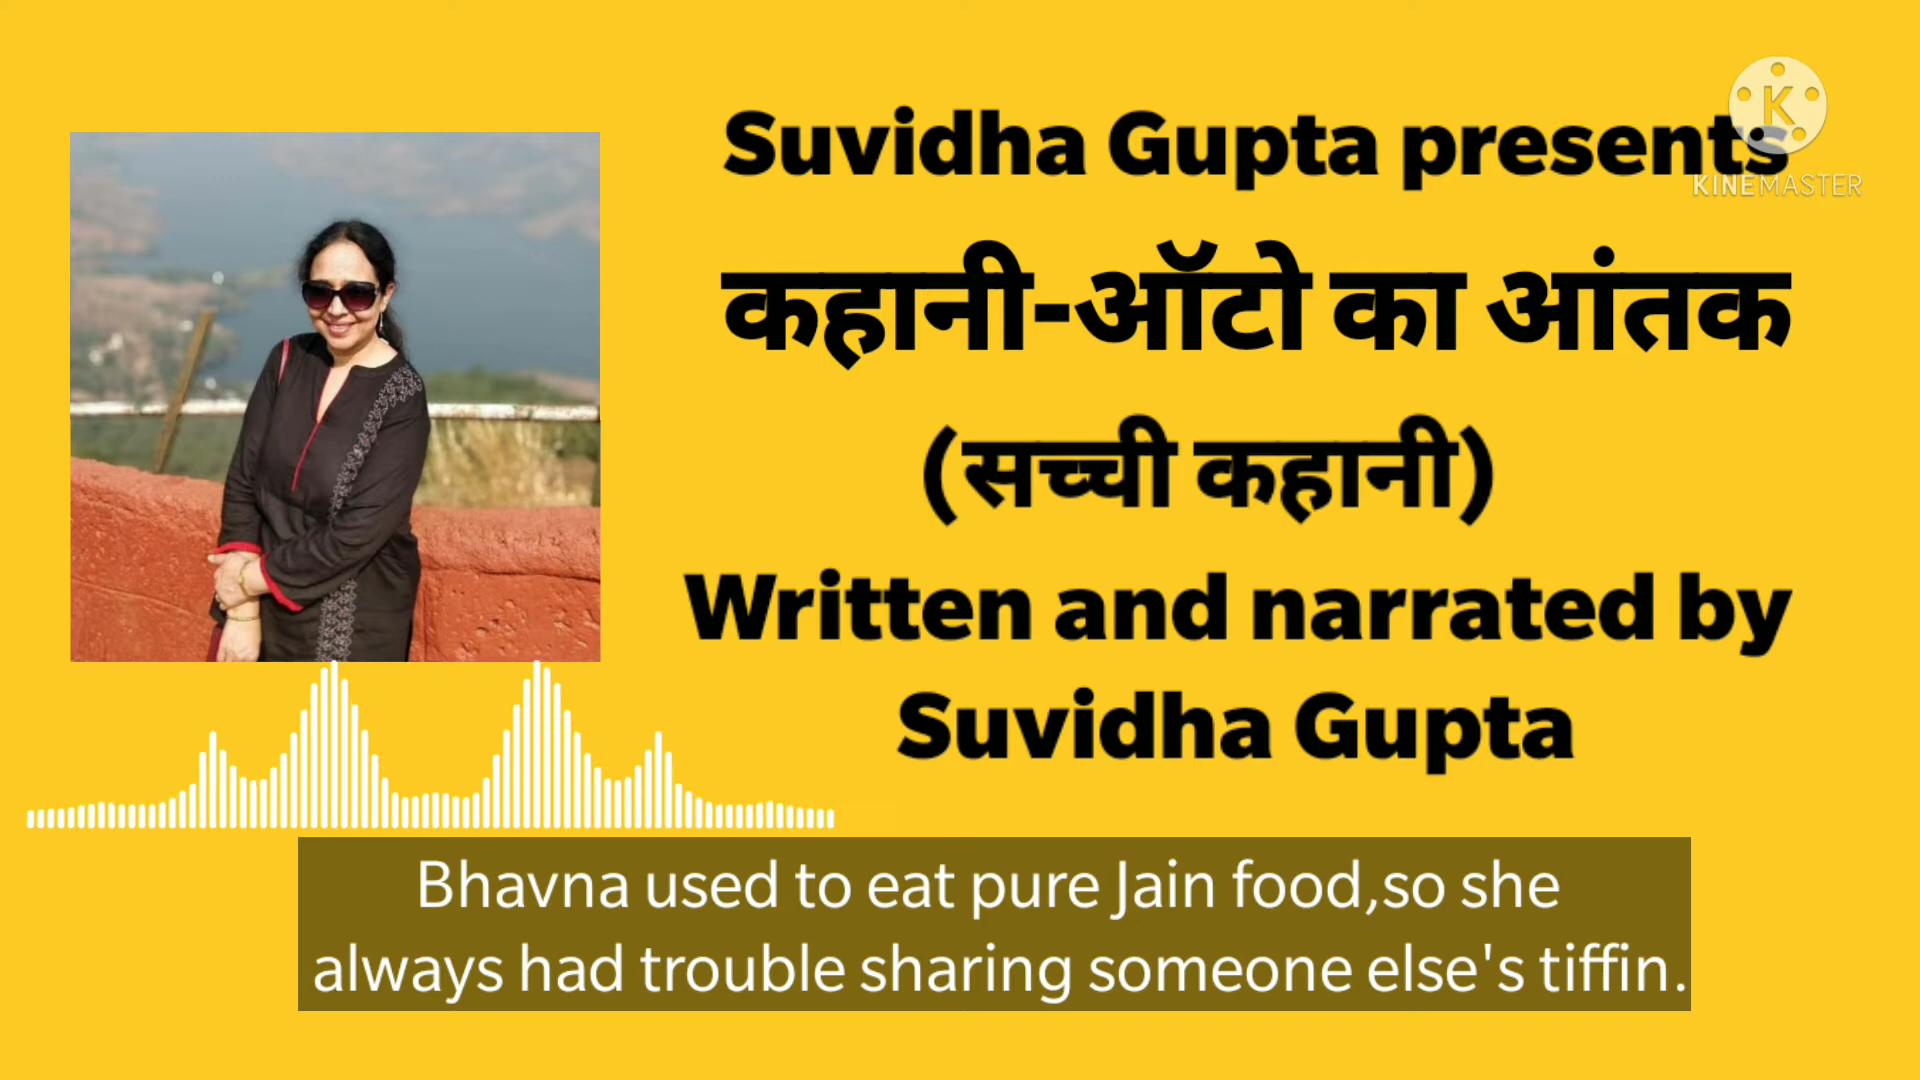 Suvidha Gupta presents
K
KINEMASTER
कहानी-ऑटो का आंतक
(सच्ची कहानी)
Written and narrated by
Suvidha Gupta
Bhavna used to eat pure Jain food,so she
always had trouble sharing someone else's tiffin.